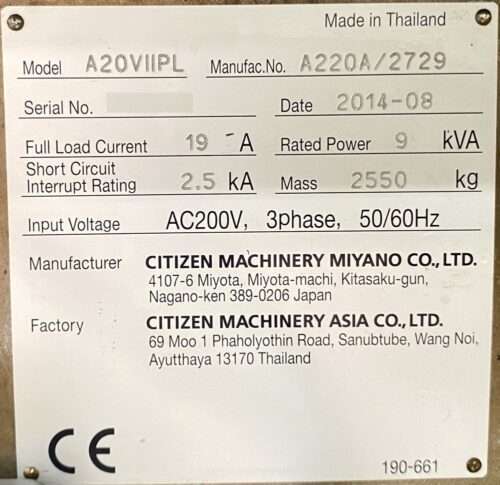 Made in Thailand
Model A20VIIPL Manufac.No. A220A/2729
Serial No. Date 2014-08
Full Load Current 19 A Rated Power 9 kVA
Short Circuit
Interrupt Rating 2.5 kA Mass 2550 kg
Input Voltage AC200V, 3phase, 50/60Hz
Manufacturer CITIZEN MACHINERY MIYANO CO., LTD.
4107-6 Miyota, Miyota-machi, Kitasaku-gun,
Nagano-ken 389-0206 Japan
Factory CITIZEN MACHINERY ASIA CO., LTD.
69 Moo 1 Phaholyothin Road, Sanubtube, Wang Noi,
Ayutthaya 13170 Thailand
CE
190-661